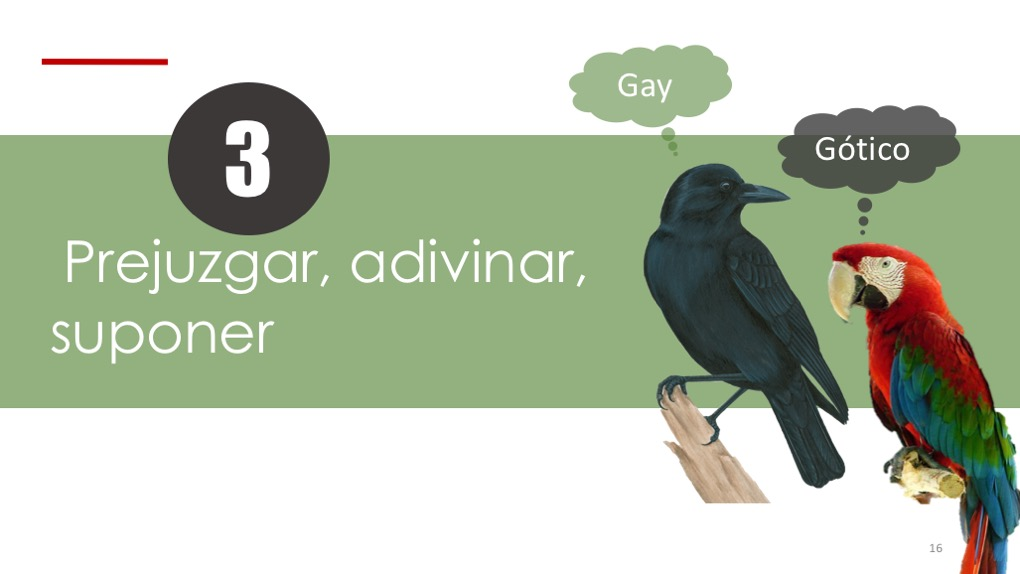 Gay
Gótico
3
Prejuzgar, adivinar,
suponer
16